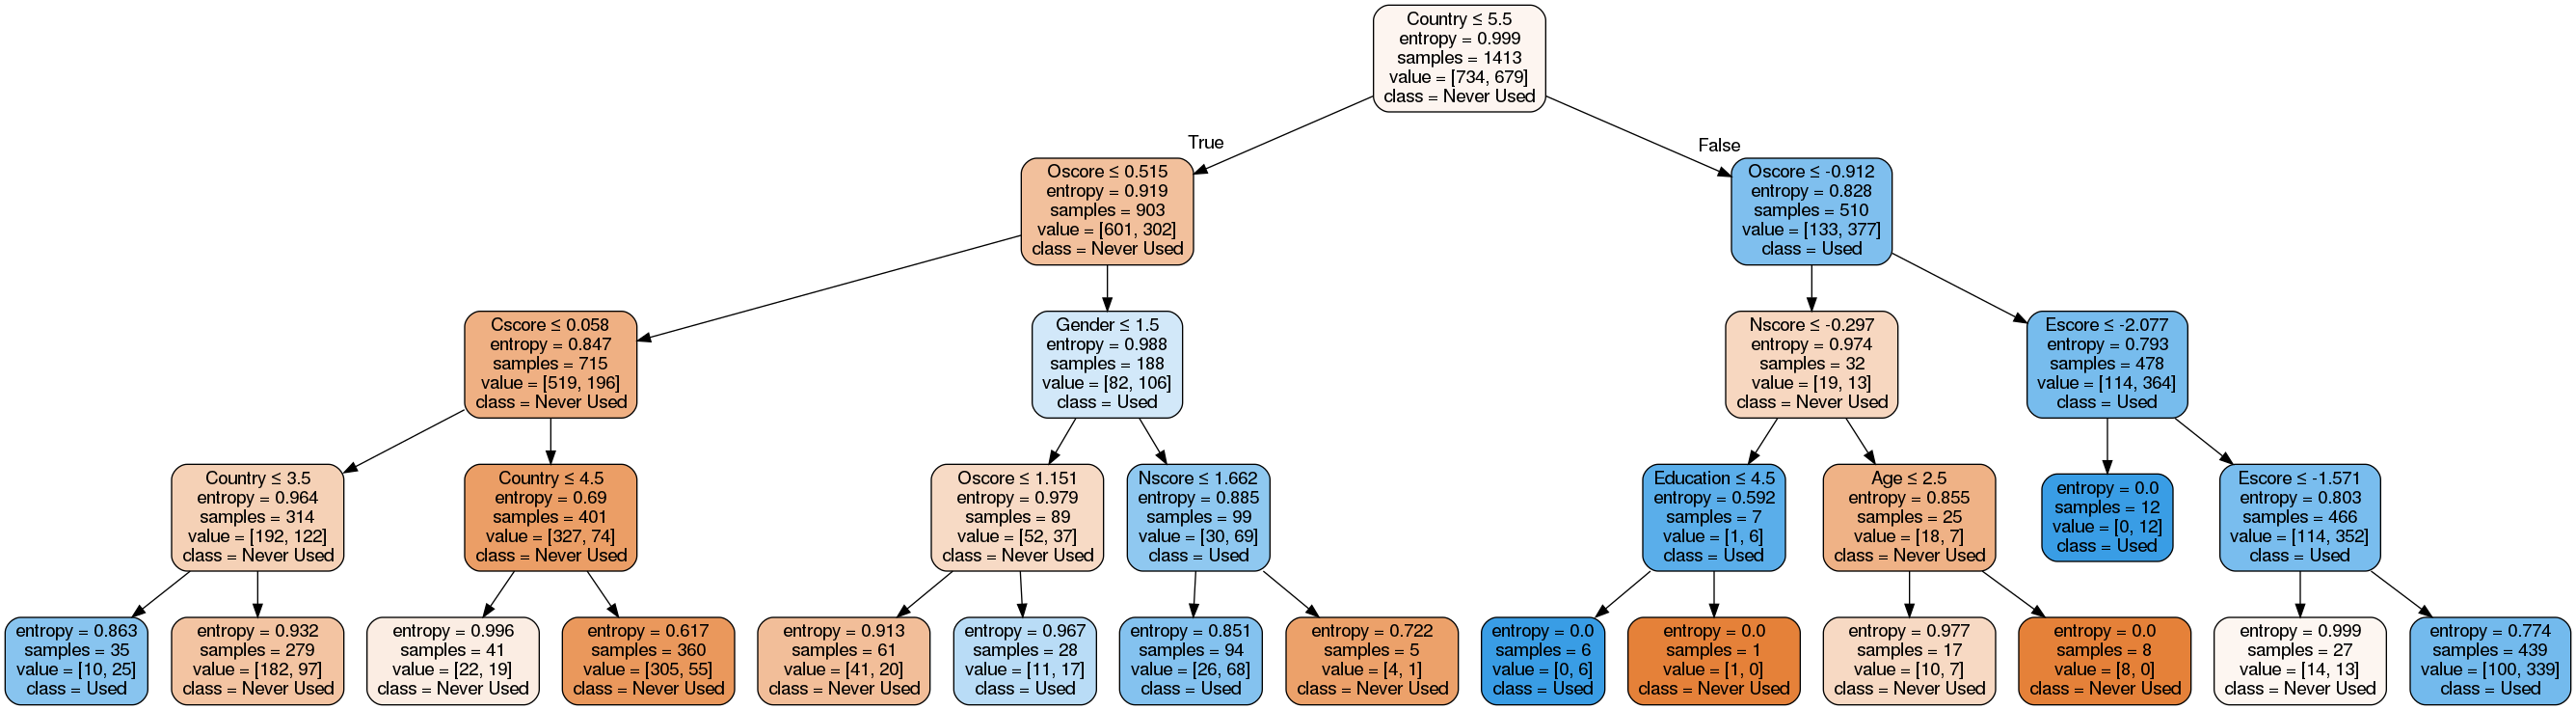 Country ≤ 5.5
entropy = 0.999
samples = 1413
value = [734, 679]
class = Never Used
True
False
Oscore ≤ 0.515
entropy = 0.919
samples = 903
value = [601, 302]
class = Never Used
Oscore ≤ -0.912
entropy = 0.828
samples = 510
value = [133, 377]
class = Used
Cscore ≤ 0.058
entropy = 0.847
samples = 715
value = [519, 196]
class = Never Used
Gender ≤ 1.5
entropy = 0.988
samples = 188
value = [82, 106]
class = Used
Nscore ≤ -0.297
entropy = 0.974
samples = 32
value = [19, 13]
class = Never Used
Escore ≤ -2.077
entropy = 0.793
samples = 478
value = [114, 364]
class = Used
Country ≤ 3.5
entropy = 0.964
samples = 314
value = [192, 122]
class = Never Used
Country ≤ 4.5
entropy = 0.69
samples = 401
value = [327, 74]
class = Never Used
Oscore ≤ 1.151
entropy = 0.979
samples = 89
value = [52, 37]
class = Never Used
Nscore ≤ 1.662
entropy = 0.885
samples = 99
value = [30, 69]
class = Used
Education ≤ 4.5
entropy = 0.592
samples = 7
value = [1, 6]
class = Used
Age ≤ 2.5
entropy = 0.855
samples = 25
value = [18, 7]
class = Never Used
entropy = 0.0
samples = 12
value = [0, 12]
class = Used
Escore ≤ -1.571
entropy = 0.803
samples = 466
value = [114, 352]
class = Used
entropy = 0.863
samples = 35
value = [10, 25]
class = Used
entropy = 0.932
samples = 279
value = [182, 97]
class = Never Used
entropy = 0.996
samples = 41
value = [22, 19]
class = Never Used
entropy = 0.617
samples = 360
value = [305, 55]
class = Never Used
entropy = 0.913
samples = 61
value = [41, 20]
class = Never Used
entropy = 0.967
samples = 28
value = [11, 17]
class = Used
entropy = 0.851
samples = 94
value = [26, 68]
class = Used
entropy = 0.722
samples = 5
value = [4, 1]
class = Never Used
entropy = 0.0
samples = 6
value = [0, 6]
class = Used
entropy = 0.0
samples = 1
value = [1, 0]
class = Never Used
entropy = 0.977
samples = 17
value = [10, 7]
class = Never Used
entropy = 0.0
samples = 8
value = [8, 0]
class = Never Used
entropy = 0.999
samples = 27
value = [14, 13]
class = Never Used
entropy = 0.774
samples = 439
value = [100, 339]
class = Used